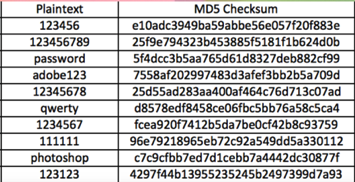 Plaintext MD5 Checksum
123456 e10adc3949ba59abbe56e057f20f883e
123456789 25f9e794323b453885f5181f1b624d0b
password 5f4dcc3b5aa765d61d8327deb882cf99
adobe123 7558af202997483d3afef3bb2b5a709d
12345678 25d55ad283aa400af464c76d713c07ad
qwerty d8578edf8458ce06fbc5bb76a58c5ca4
1234567 fcea920f7412b5da7be0cf42b8c93759
111111 96e79218965eb72c92a549dd5a330112
photoshop c7c9cfbb7ed7d1cebb7a4442dc30877f
123123 4297f44b13955235245b2497399d7a93